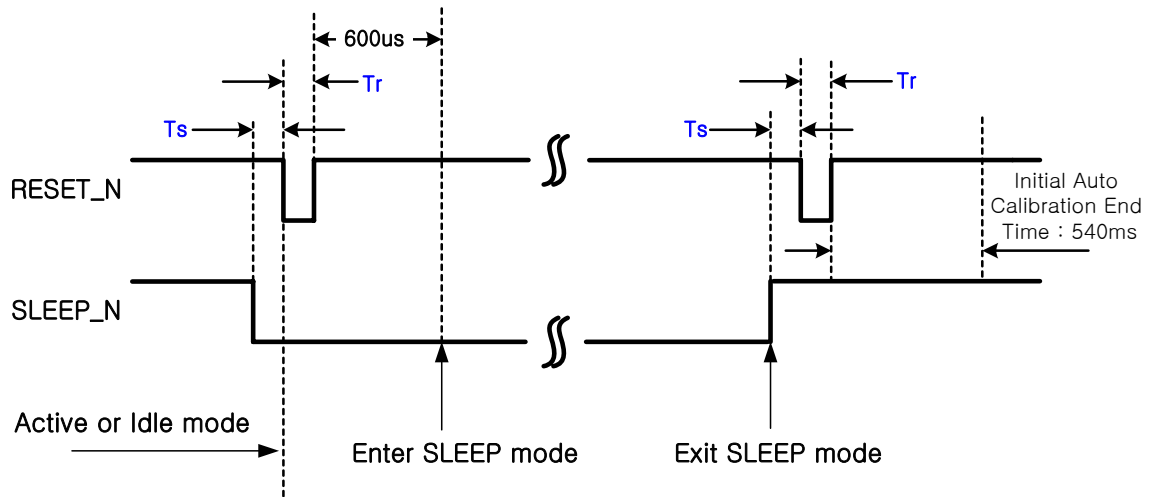 600us
Tr
Tr
Ts
Ts
RESET_N
Initial Auto
Calibration End
Time : 540ms
SLEEP_N
Active or Idle mode
Enter SLEEP mode
Exit SLEEP mode